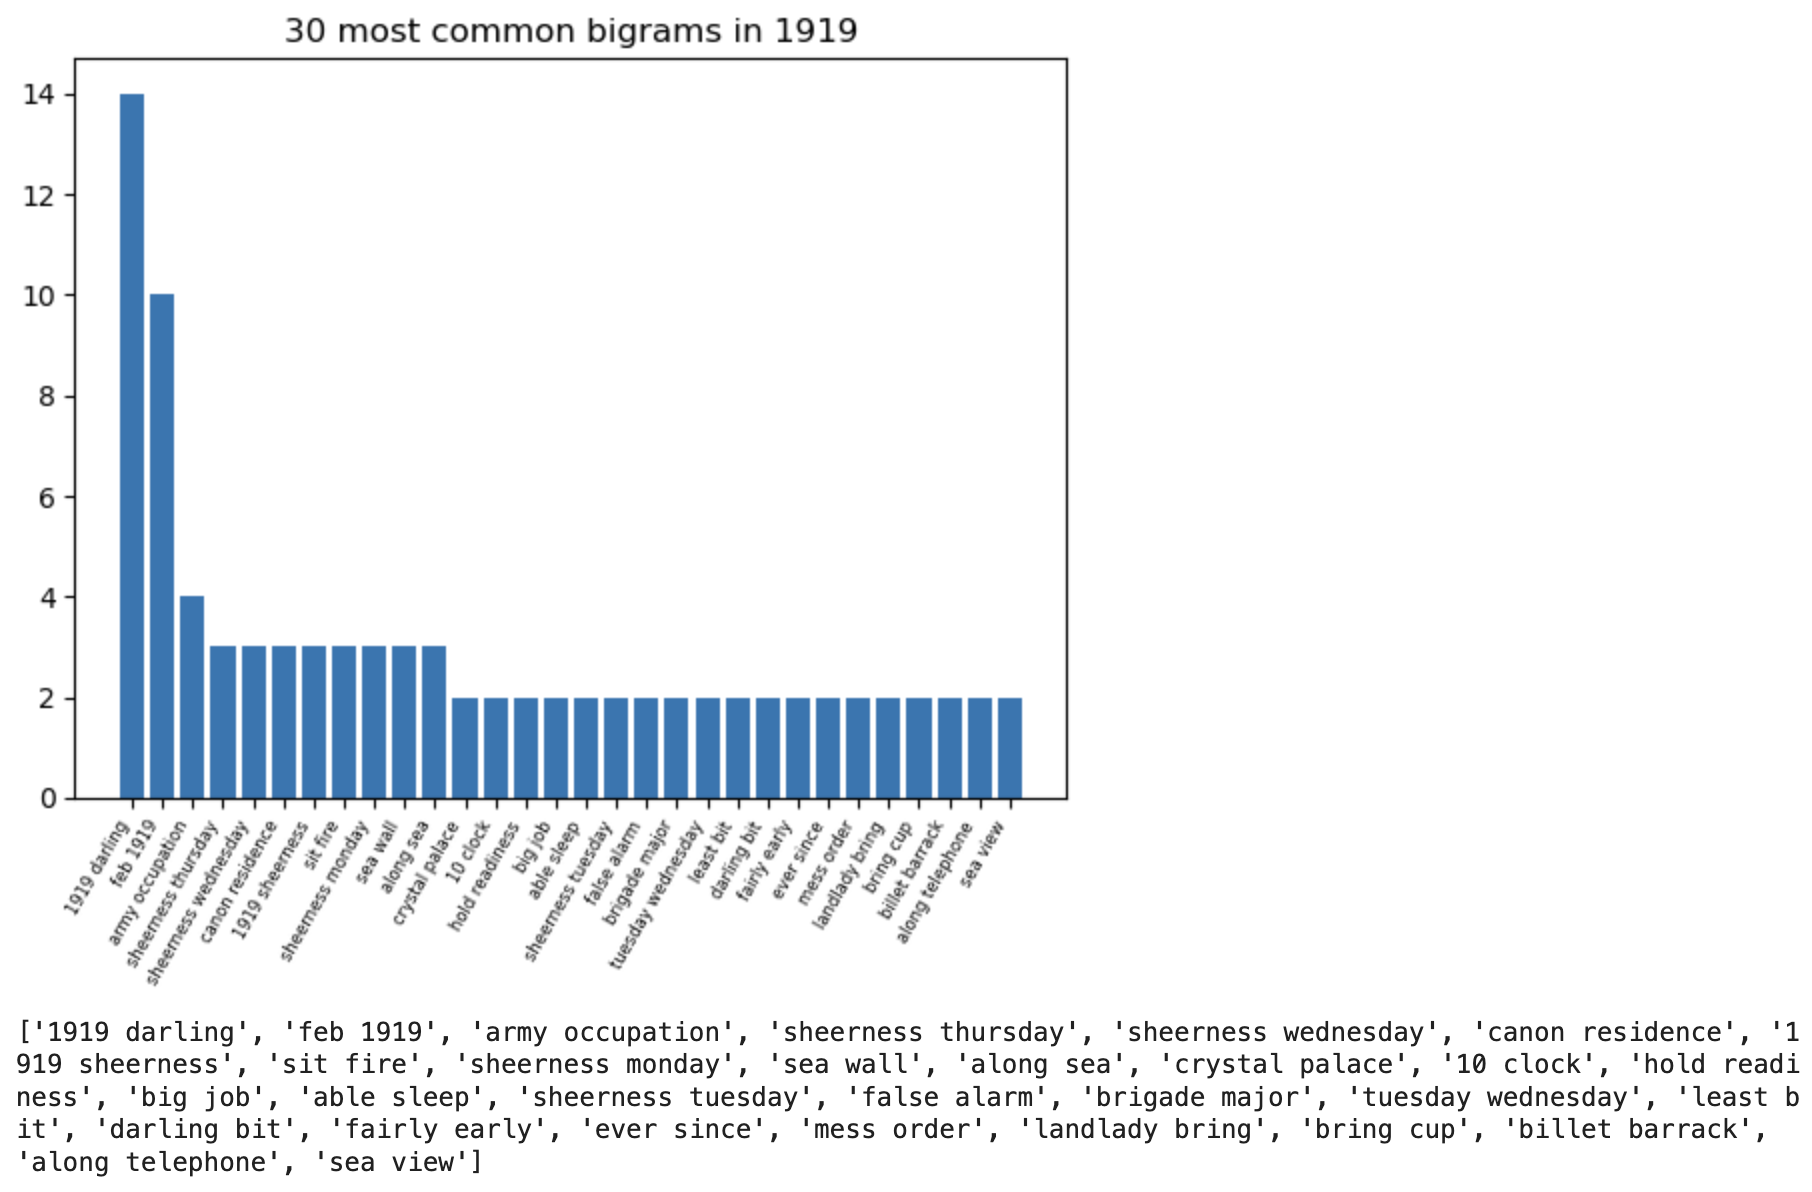 30 most common bigrams in 1919
14
12
10
8
6
4
2
0
1919 darling
feb 1919
army occupation
sheerness thursday
sheerness wednesday
canon residence
1919 sheerness
sit fire
sheerness monday
sea wall
along sea
crystal palace
10 clock
hold readiness
big job
able sleep
sheerness tuesday
false alarm
brigade major
tuesday wednesday
least bit
darling bit
fairly early
ever since
mess order
landlady bring
bring cup
billet barrack
along telephone
sea view
['1919 darling', 'feb 1919', 'army occupation', 'sheerness thursday', 'sheerness wednesday', 'canon residence', '1
919 sheerness', 'sit fire', 'sheerness monday', 'sea wall', 'along sea', 'crystal palace', '10 clock', 'hold readi
ness', 'big job', 'able sleep', 'sheerness tuesday', 'false alarm', 'brigade major', 'tuesday wednesday', 'least b
it', 'darling bit', 'fairly early', 'ever since', 'mess order', 'landlady bring', 'bring cup', 'billet barrack',
'along telephone', 'sea view']